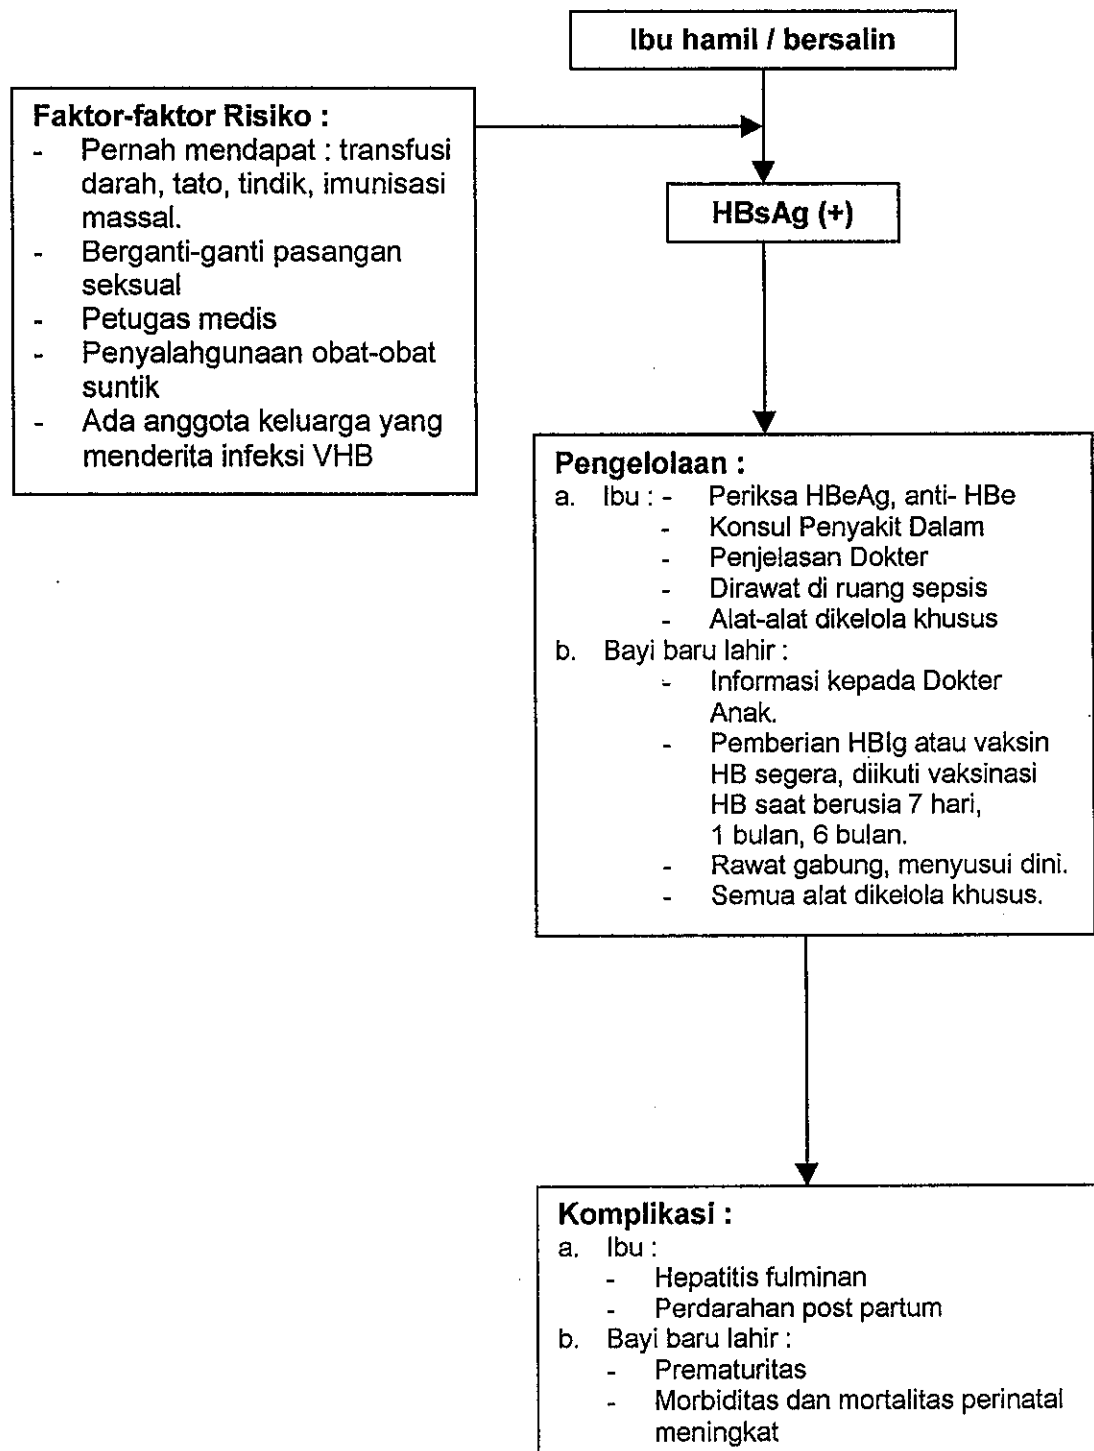 Ibu hamil / bersalin
Faktor-faktor Risiko :
- Pernah mendapat : transfusi
darah, tato, tindik, imunisasi
massal.
- Berganti-ganti pasangan
seksual
- Petugas medis
- Penyalahgunaan obat-obat
suntik
- Ada anggota keluarga yang
menderita infeksi VHB
HBsAg (+)
Pengelolaan :
a. Ibu : - Periksa HBeAg, anti- HBe
- Konsul Penyakit Dalam
- Penjelasan Dokter
- Dirawat di ruang sepsis
- Alat-alat dikelola khusus
b. Bayi baru lahir :
- Informasi kepada Dokter
Anak.
- Pemberian HBIg atau vaksin
HB segera, diikuti vaksinasi
HB saat berusia 7 hari,
1 bulan, 6 bulan.
- Rawat gabung, menyusui dini.
- Semua alat dikelola khusus.
Komplikasi :
a. Ibu :
- Hepatitis fulminan
- Perdarahan post partum
b. Bayi baru lahir :
- Prematuritas
- Morbiditas dan mortalitas perinatal
meningkat